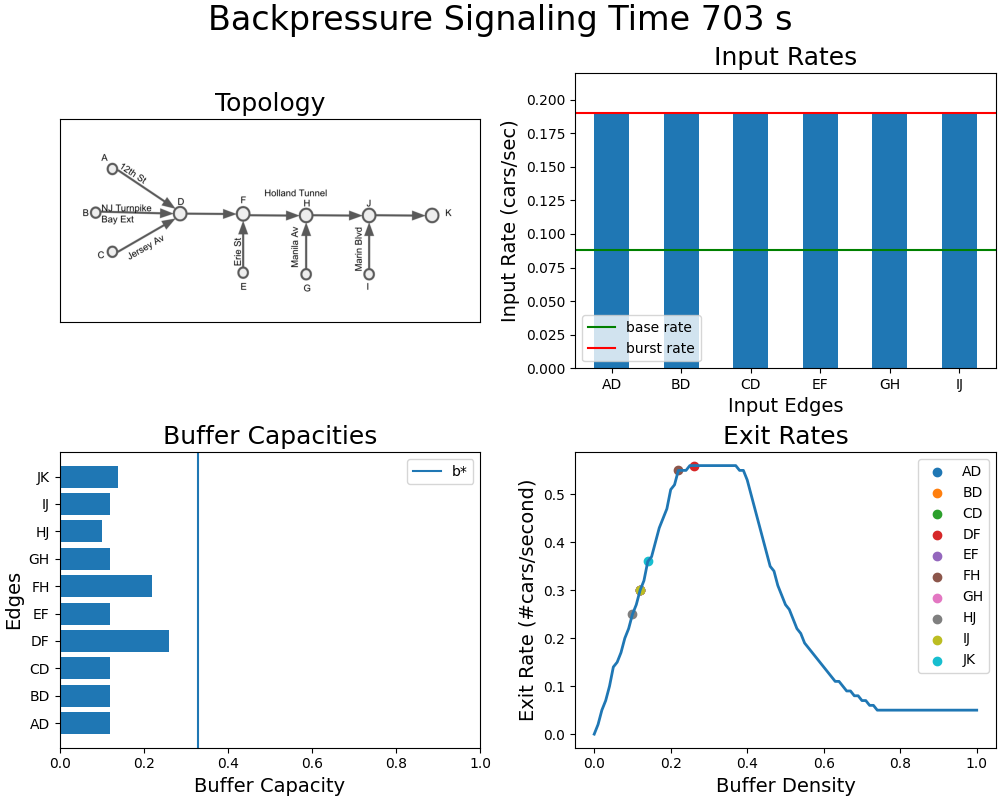 Backpressure Signaling Time 703 s
Topology
A
12th St
B
NJ Turnpike
Bay Ext
C
Jersey Av
D
F
Holland Tunnel
H
J
K
Erie St
Manila Av
Marin Blvd
E
G
I
Input Rates
Input Rate (cars/sec)
0.200
0.175
0.150
0.125
0.100
0.075
0.050
0.025
0.000
base rate
burst rate
AD BD CD EF GH IJ
Input Edges
Buffer Capacities
Edges
JK
IJ
HJ
GH
FH
EF
DF
CD
BD
AD
b*
0.0 0.2 0.4 0.6 0.8 1.0
Buffer Capacity
Exit Rates
Exit Rate (#cars/second)
0.5
0.4
0.3
0.2
0.1
0.0
AD
BD
CD
DF
EF
FH
GH
HJ
IJ
JK
0.0 0.2 0.4 0.6 0.8 1.0
Buffer Density